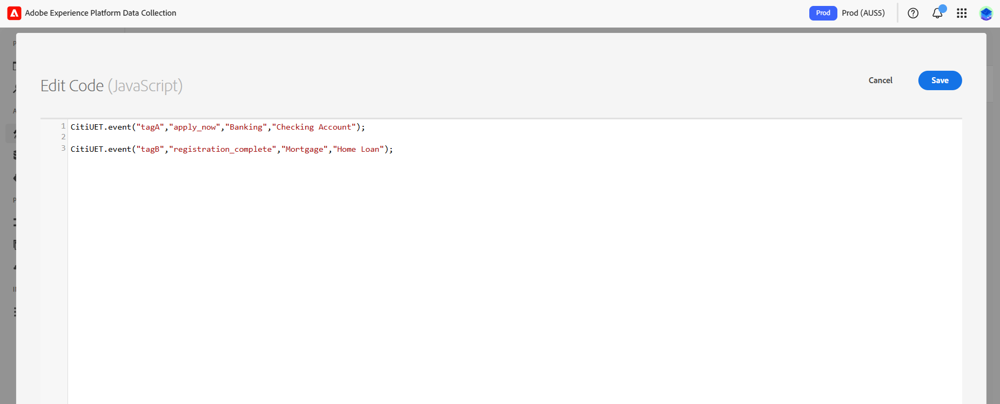 Adobe Experience Platform Data Collection
Prod
Prod (AUS5)
Edit Code (JavaScript)
Cancel
Save
1 CitiUET.event("tagA","apply_now","Banking","Checking Account");
2
3 CitiUET.event("tagB","registration_complete","Mortgage","Home Loan");